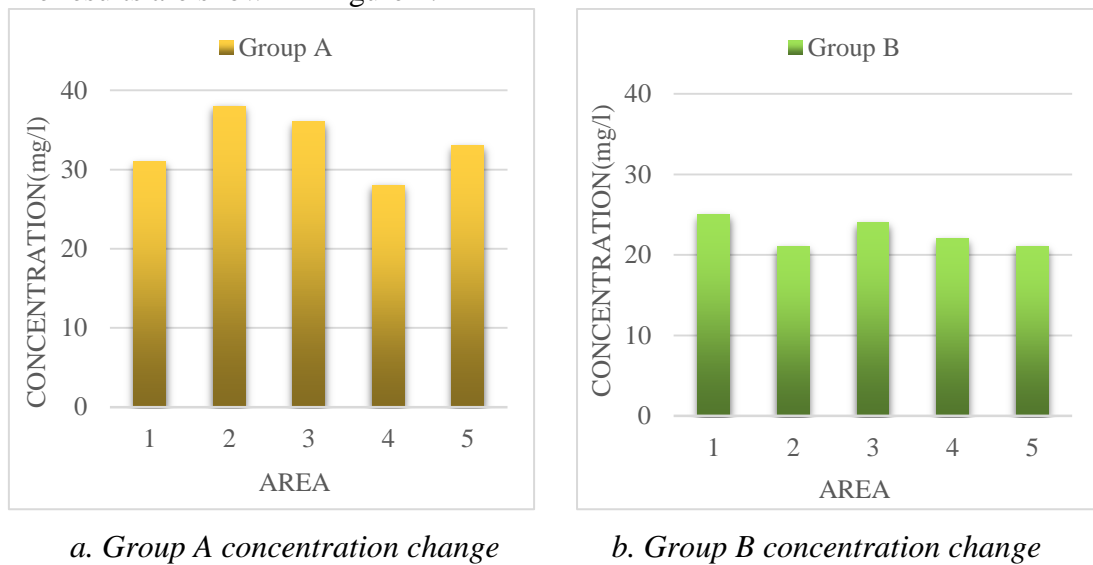 Group A
40
30
20
10
0
CONCENTRATION(mg/l)
1 2 3 4 5
AREA
Group B
40
30
20
10
0
CONCENTRATION(mg/l)
1 2 3 4 5
AREA
a. Group A concentration change
b. Group B concentration change